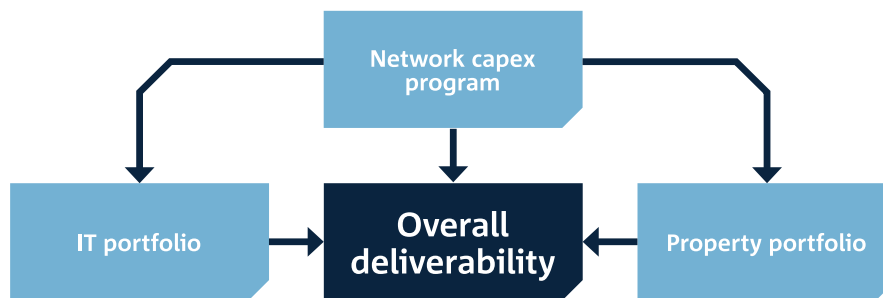 Network capex
program
IT portfolio
Overall
deliverability
Property portfolio